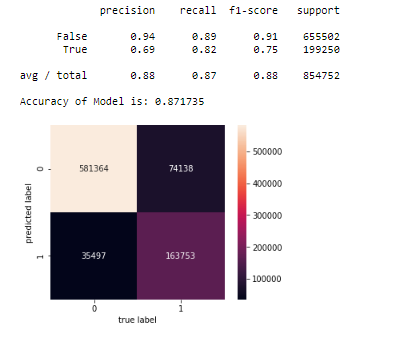 precision recall f1-score support
False 0.94 0.89 0.91 655502
True 0.69 0.82 0.75 199250
avg / total 0.88 0.87 0.88 854752
Accuracy of Model is: 0.871735
predicted label
0
1
581364 74138
35497 163753
0 1
true label
500000
400000
300000
200000
100000